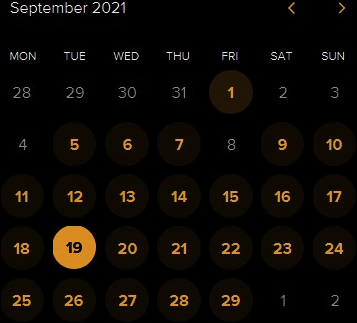 September 2021
MON TUE WED THU FRI SAT SUN
28 29 30 31 1 2 3
4 5 6 7 8 9 10
11 12 13 14 15 16 17
18 19 20 21 22 23 24
25 26 27 28 29 1 2